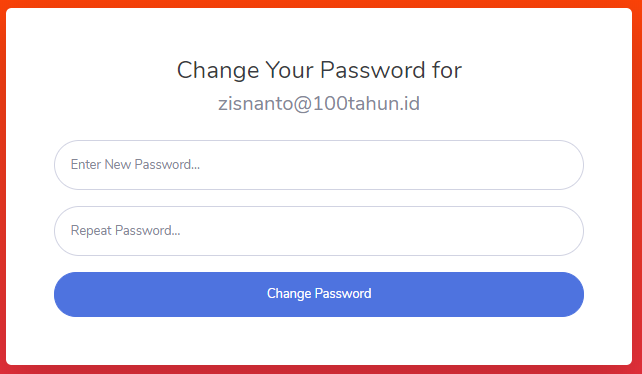 Change Your Password for
zisnanto@100tahun.id
Enter New Password...
Repeat Password...
Change Password